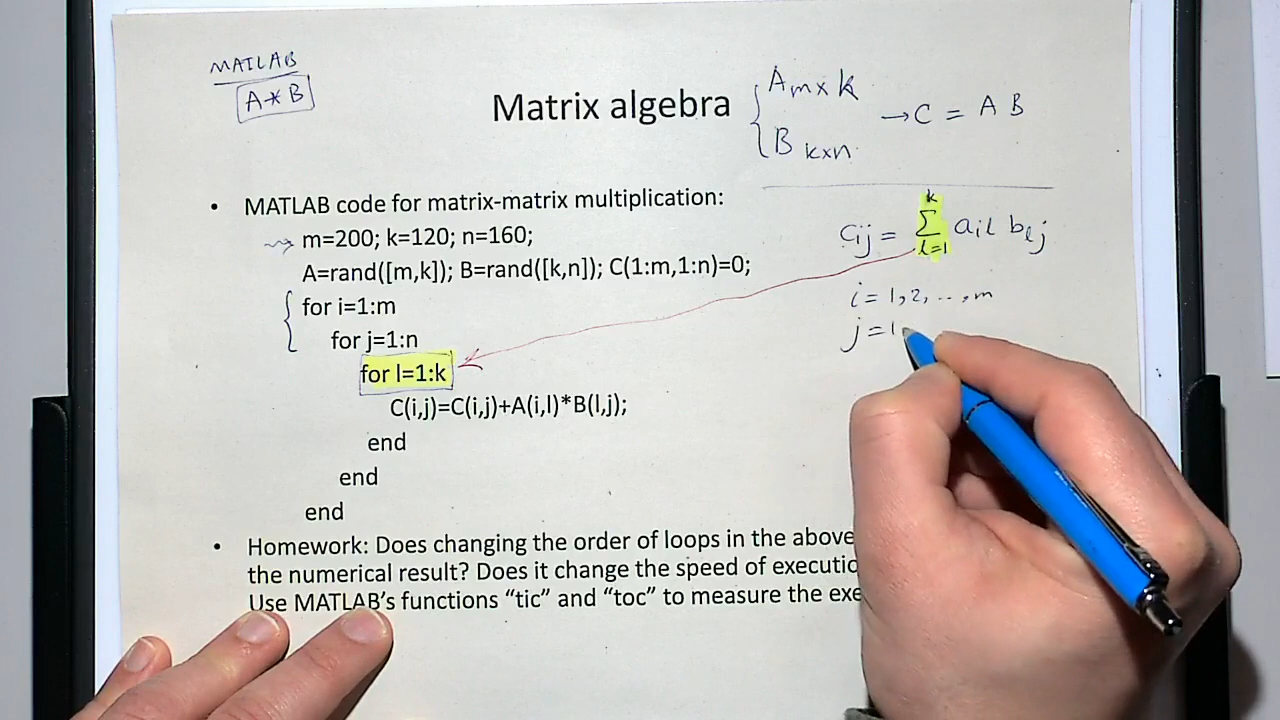 MATLAB
A*B
Matrix algebra
A m×k
B k×n
→ C = A B
• MATLAB code for matrix-matrix multiplication:
m=200; k=120; n=160;
A=rand([m,k]); B=rand([k,n]); C(1:m,1:n)=0;
for i=1:m
for j=1:n
for l=1:k
C(i,j)=C(i,j)+A(i,l)*B(l,j);
end
end
end
Cij = Σ k l=1 ail blj
i = 1,2, ..., m
j = 1
• Homework: Does changing the order of loops in the above
the numerical result? Does it change the speed of executio
Use MATLAB's functions “tic” and “toc” to measure the exe